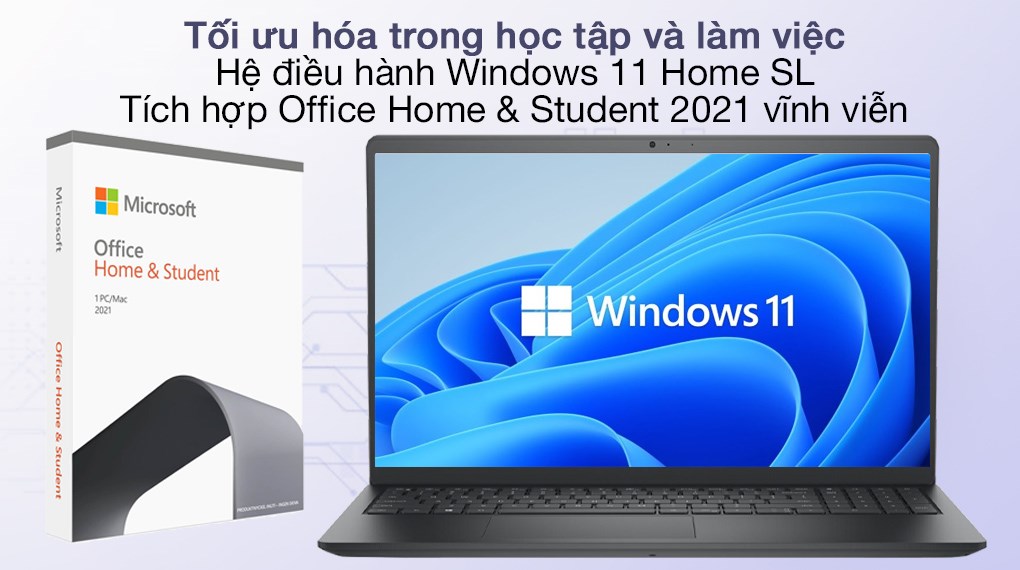 Tối ưu hóa trong học tập và làm việc
Hệ điều hành Windows 11 Home SL
Tích hợp Office Home & Student 2021 vĩnh viễn
Microsoft
Office Home & Student
Microsoft
Office
Home & Student
1 PC/Mac
2021
Windows 11